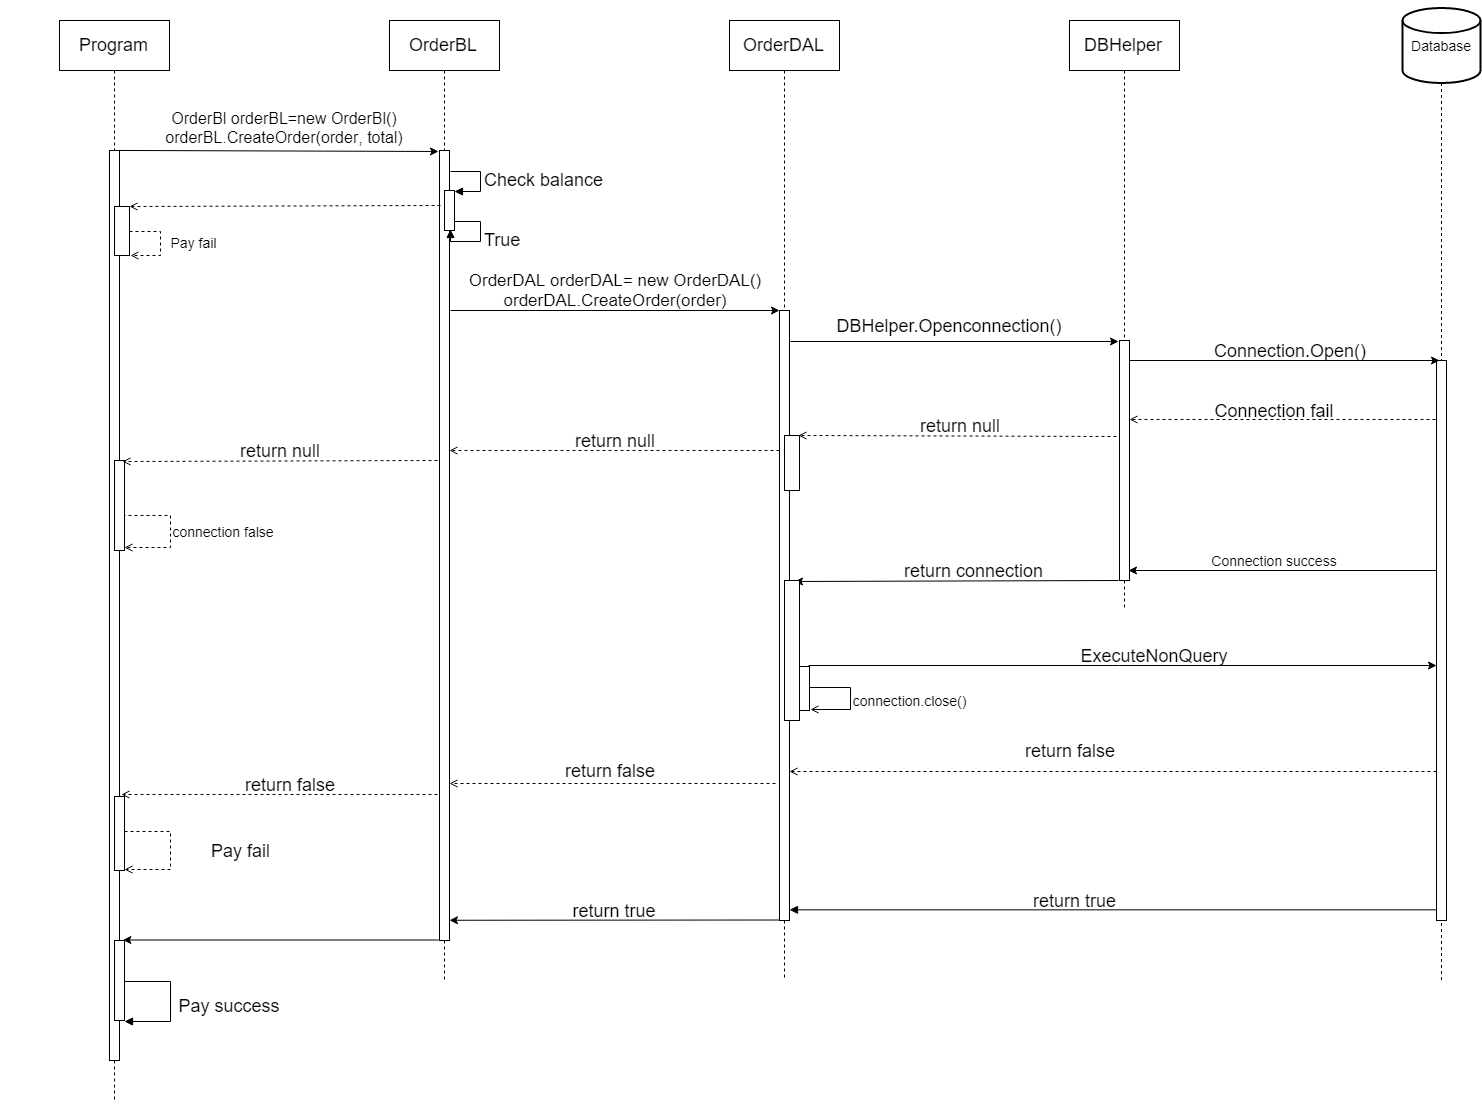 Program
OrderBL
OrderDAL
DBHelper
Database
OrderBl orderBL=new OrderBl()
orderBL.CreateOrder(order, total)
Check balance
Pay fail
True
OrderDAL orderDAL= new OrderDAL()
orderDAL.CreateOrder(order)
DBHelper.Openconnection()
Connection.Open()
Connection fail
return null
return null
return null
connection false
Connection success
return connection
ExecuteNonQuery
connection.close()
return false
return false
return false
Pay fail
return true
return true
Pay success